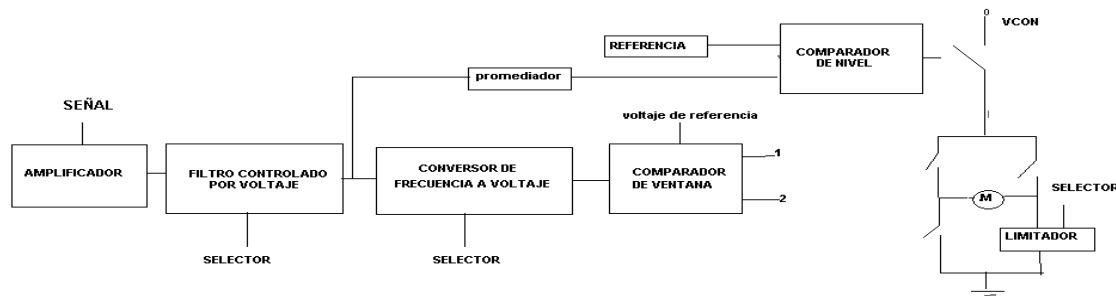 VCON
REFERENCIA
COMPARADOR
DE NIVEL
promediador
SEÑAL
voltaje de referencia
AMPLIFICADOR
FILTRO CONTROLADO
POR VOLTAJE
CONVERSOR DE
FRECUENCIA A VOLTAJE
COMPARADOR
DE VENTANA
1
2
M
SELECTOR
LIMITADOR
SELECTOR
SELECTOR